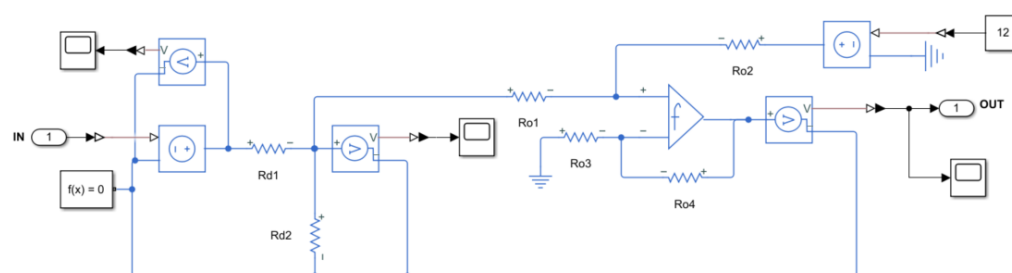 V
+
12
+ -
Ro2
- +
+ -
Ro1
+
OUT
1
IN
1
- +
+ -
Rd1
+
V
V
+ -
Ro3
-
+
V
V
f(x) = 0
- +
Ro4
Rd2
+
-